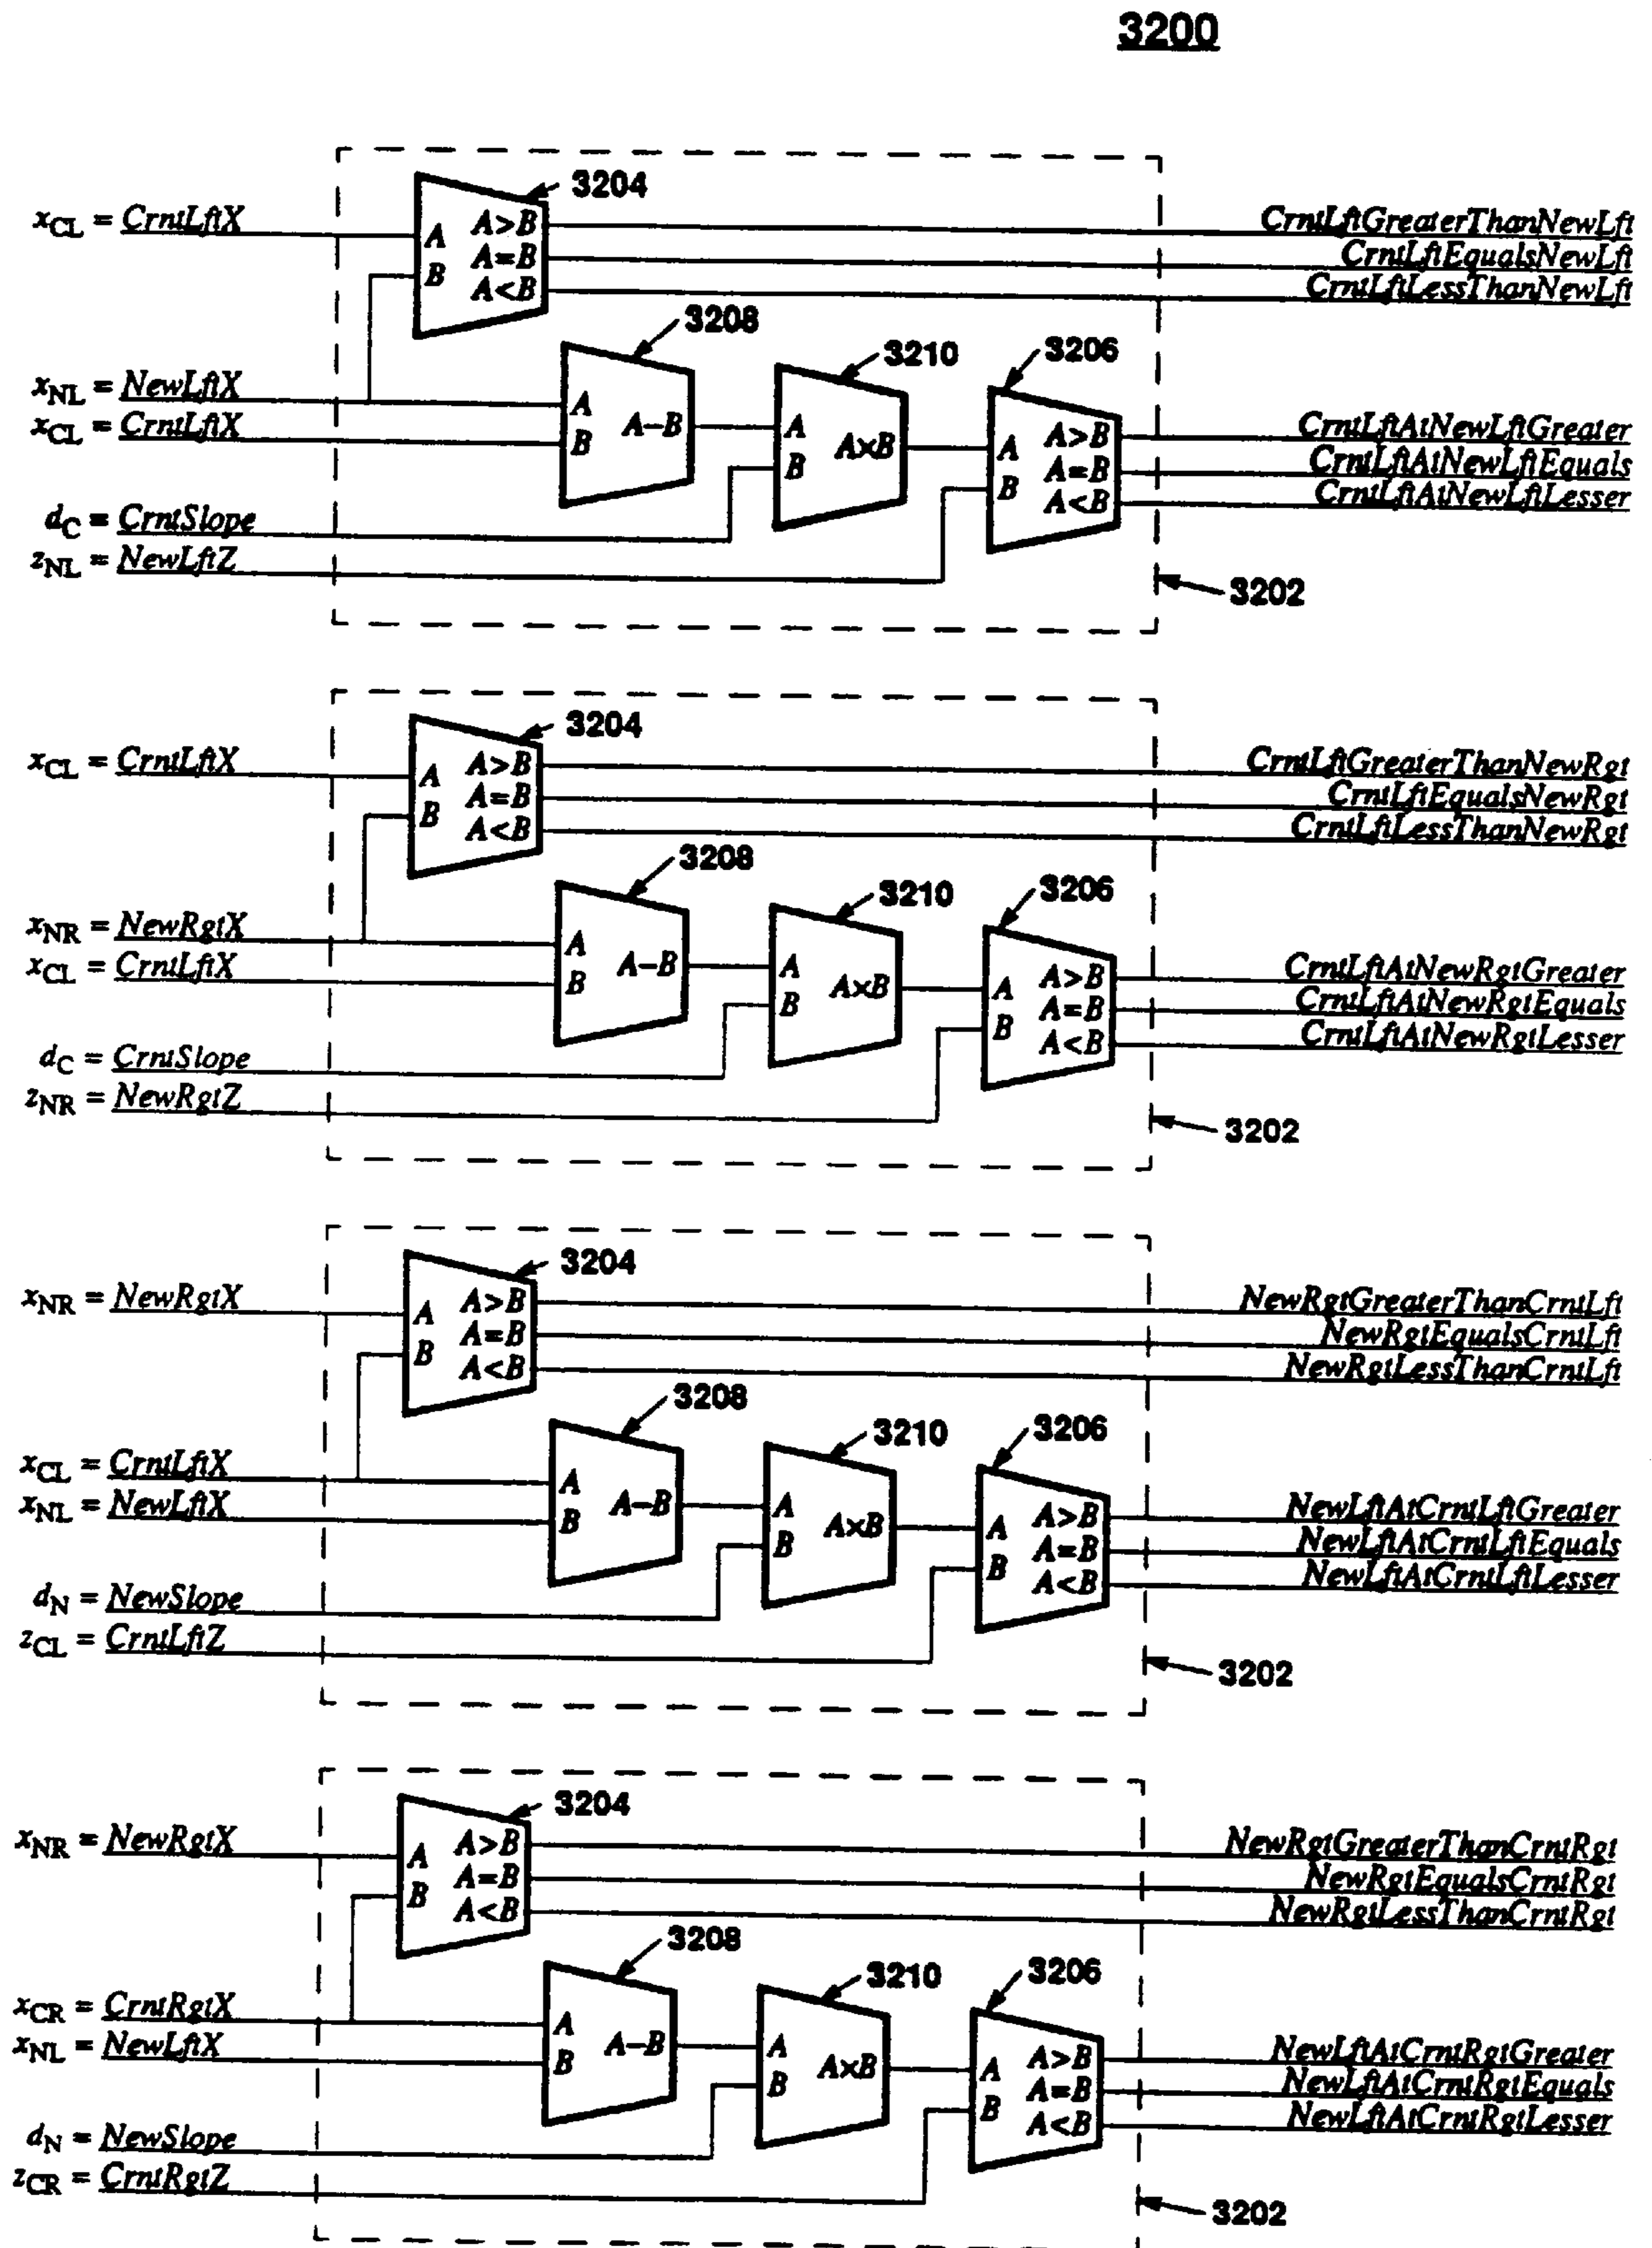 3200
3204
x_CL = CrntLftX
A
B
A>B
A=B
A<B
CrntLftGreaterThanNewLft
CrntLftEqualsNewLft
CrntLftLessThanNewLft
3208
3210
3206
x_NL = NewLftX
x_CL = CrntLftX
A
B
A–B
A
B
A×B
A
B
A>B
A=B
A<B
CrntLftAtNewLftGreater
CrntLftAtNewLftEquals
CrntLftAtNewLftLesser
d_C = CrntSlope
z_NL = NewLftZ
3202
3204
x_CL = CrntLftX
A
B
A>B
A=B
A<B
CrntLftGreaterThanNewRgt
CrntLftEqualsNewRgt
CrntLftLessThanNewRgt
3208
3210
3206
x_NR = NewRgtX
x_CL = CrntLftX
A
B
A–B
A
B
A×B
A
B
A>B
A=B
A<B
CrntLftAtNewRgtGreater
CrntLftAtNewRgtEquals
CrntLftAtNewRgtLesser
d_C = CrntSlope
z_NR = NewRgtZ
3202
3204
x_NR = NewRgtX
A
B
A>B
A=B
A<B
NewRgtGreaterThanCrntLft
NewRgtEqualsCrntLft
NewRgtLessThanCrntLft
3208
3210
3206
x_CL = CrntLftX
x_NL = NewLftX
A
B
A–B
A
B
A×B
A
B
A>B
A=B
A<B
NewLftAtCrntLftGreater
NewLftAtCrntLftEquals
NewLftAtCrntLftLesser
d_N = NewSlope
z_CL = CrntLftZ
3202
3204
x_NR = NewRgtX
A
B
A>B
A=B
A<B
NewRgtGreaterThanCrntRgt
NewRgtEqualsCrntRgt
NewRgtLessThanCrntRgt
3208
3210
3206
x_CR = CrntRgtX
x_NL = NewLftX
A
B
A–B
A
B
A×B
A
B
A>B
A=B
A<B
NewLftAtCrntRgtGreater
NewLftAtCrntRgtEquals
NewLftAtCrntRgtLesser
d_N = NewSlope
z_CR = CrntRgtZ
3202